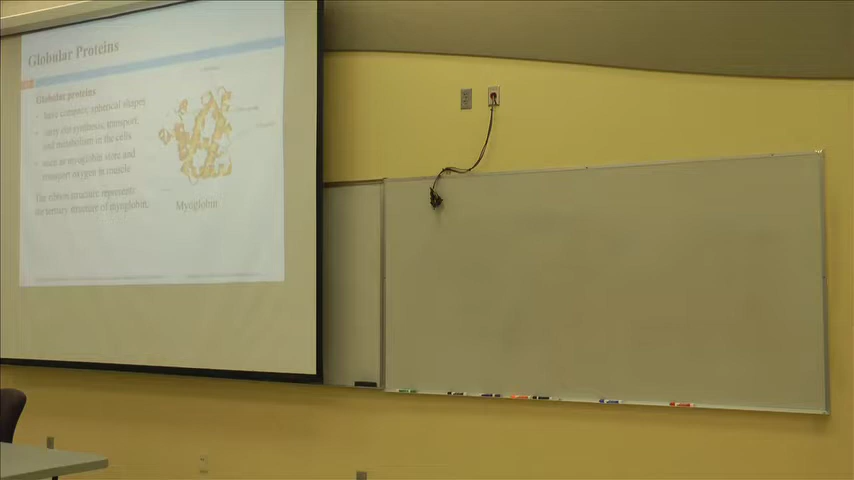 Globular Proteins
Globular proteins
• have compact, spherical shapes
• carry out synthesis, transport,
and metabolism in the cells
• such as myoglobin store and
transport oxygen in muscle
The ribbon structure represents
the tertiary structure of myoglobin.
Myoglobin